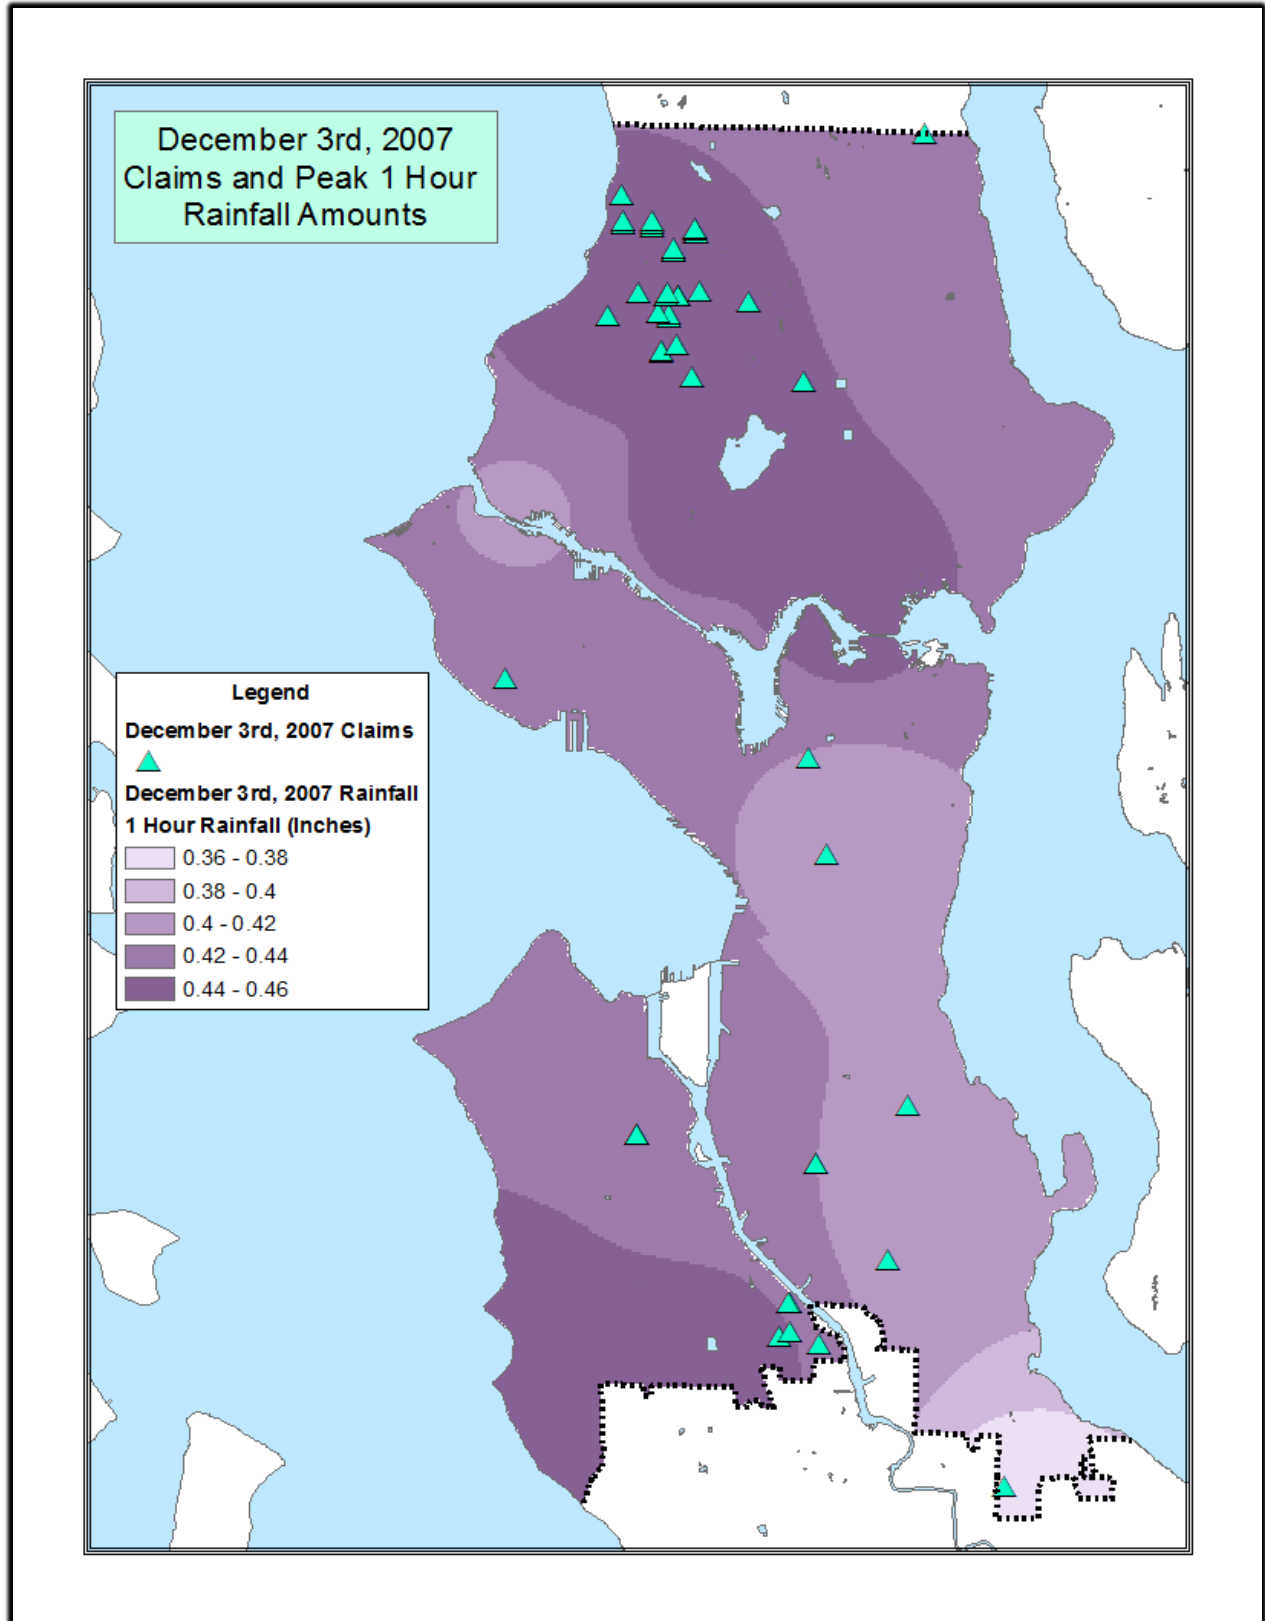 December 3rd, 2007
Claims and Peak 1 Hour
Rainfall Amounts
Legend
December 3rd, 2007 Claims
December 3rd, 2007 Rainfall
1 Hour Rainfall (Inches)
0.36 - 0.38
0.38 - 0.4
0.4 - 0.42
0.42 - 0.44
0.44 - 0.46